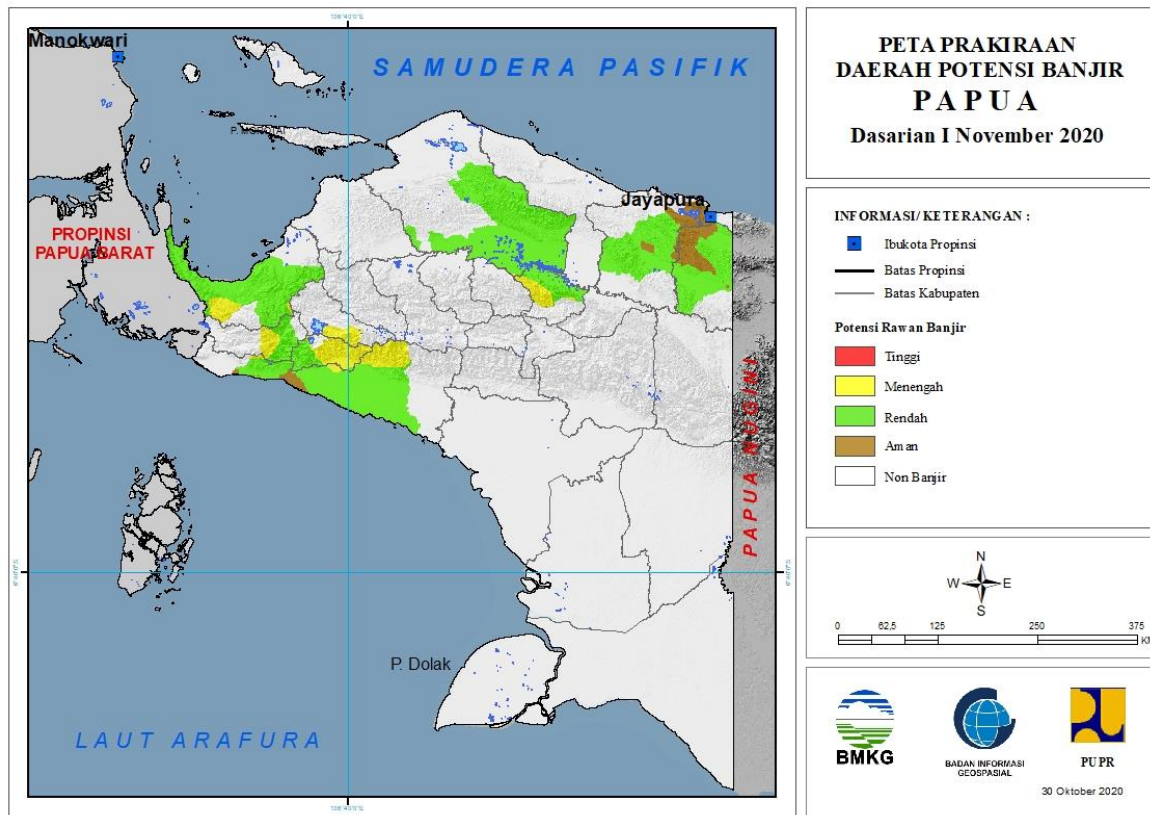 Manokwari
SAMUDERA PASIFIK
Jayapura
PROPINSI
PAPUA BARAT
PAPUA NUGINI
P. Dolak
LAUT ARAFURA
PETA PRAKIRAAN
DAERAH POTENSI BANJIR
PAPUA
Dasarian I November 2020
INFORMASI/ KETERANGAN :
Ibukota Propinsi
Batas Propinsi
Batas Kabupaten
Potensi Rawan Banjir
Tinggi
Menengah
Rendah
Aman
Non Banjir
N
W E
S
0 62,5 125 250 375
KM
BMKG
BADAN INFORMASI
GEOSPASIAL
PUPR
30 Oktober 2020